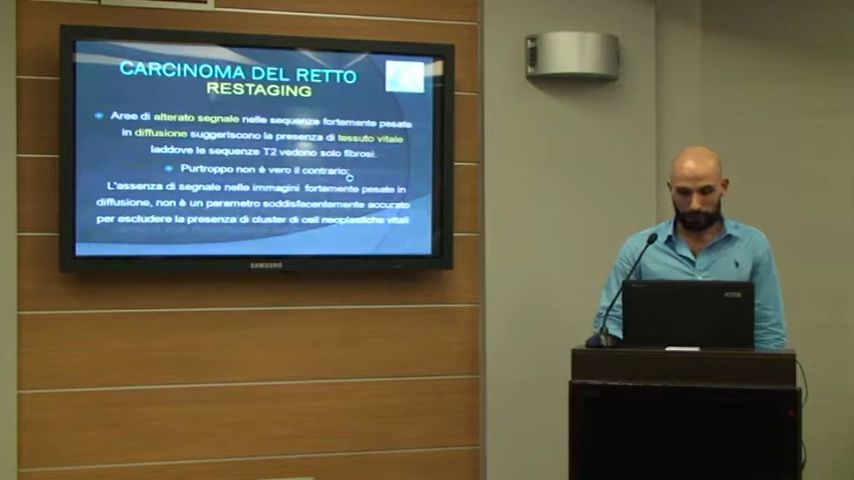 CARCINOMA DEL RETTO
RESTAGING
Aree di alterato segnale nelle sequenze fortemente pesate
in diffusione suggeriscono la presenza di tessuto vitale
laddove le sequenze T2 vedono solo fibrosi.
Purtroppo non è vero il contrario:
L'assenza di segnale nelle immagini fortemente pesate in
diffusione, non è un parametro soddisfacentemente accurato
per escludere la presenza di cluster di cell neoplastiche vitali
SAMSUNG